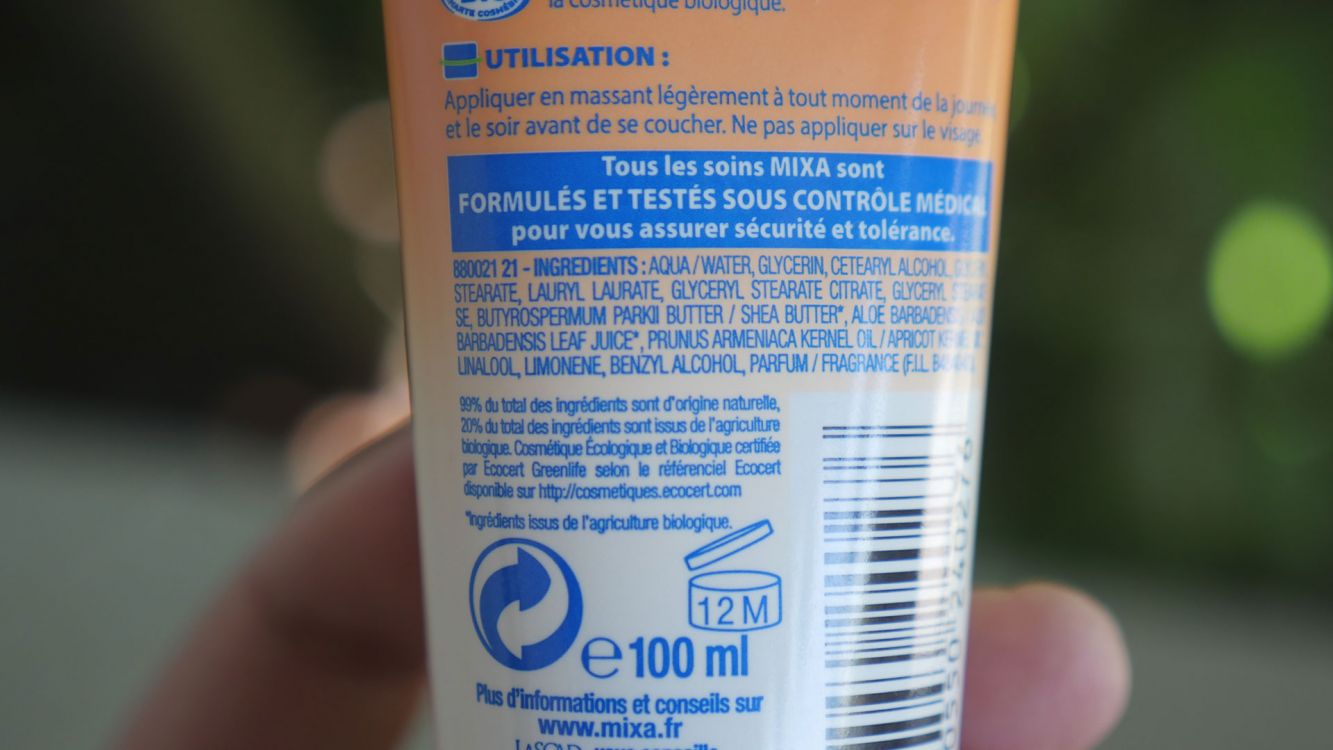 la cosmétique biologique.
UTILISATION :
Appliquer en massant légèrement à tout moment de la journée
et le soir avant de se coucher. Ne pas appliquer sur le visage.
Tous les soins MIXA sont
FORMULÉS ET TESTÉS SOUS CONTRÔLE MÉDICAL
pour vous assurer sécurité et tolérance.
880021 21 - INGREDIENTS : AQUA / WATER, GLYCERIN, CETEARYL ALCOHOL,
STEARATE, LAURYL LAURATE, GLYCERYL STEARATE CITRATE, GLYCERYL STEARATE
SE, BUTYROSPERMUM PARKII BUTTER / SHEA BUTTER*, ALOE BARBADENSIS /
BARBADENSIS LEAF JUICE*, PRUNUS ARMENIACA KERNEL OIL / APRICOT KERNEL
LINALOOL, LIMONENE, BENZYL ALCOHOL, PARFUM / FRAGRANCE (F.I.L.
99% du total des ingrédients sont d'origine naturelle,
20% du total des ingrédients sont issus de l'agriculture
biologique. Cosmétique Écologique et Biologique certifiée
par Ecocert Greenlife selon le référenciel Ecocert
disponible sur http://cosmetiques.ecocert.com
*Ingrédients issus de l'agriculture biologique.
12 M
e 100 ml
Plus d'informations et conseils sur
www.mixa.fr
LASCAD vous conseille